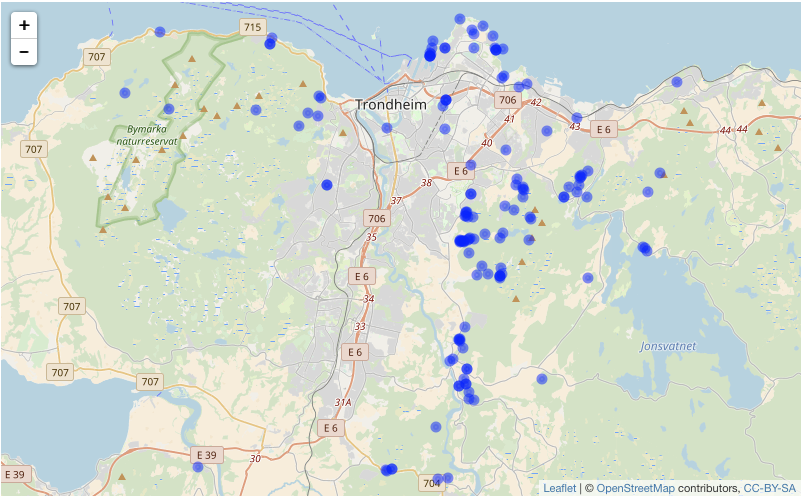 +
−
715
707
Trondheim
706
42
41
43
E 6
44 44
Bymarka
naturreservat
40
707
E 6
38
37
706
35
E 6
34
707
33
E 6
Jonsvatnet
707
707
31A
E 6
E 39
30
E 39
704
Leaflet | © OpenStreetMap contributors, CC-BY-SA